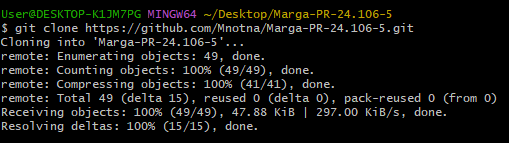 User@DESKTOP-K1JM7PG MINGW64 ~/Desktop/Marga-PR-24.106-5
$ git clone https://github.com/Mnotna/Marga-PR-24.106-5.git
Cloning into 'Marga-PR-24.106-5'...
remote: Enumerating objects: 49, done.
remote: Counting objects: 100% (49/49), done.
remote: Compressing objects: 100% (41/41), done.
remote: Total 49 (delta 15), reused 0 (delta 0), pack-reused 0 (from 0)
Receiving objects: 100% (49/49), 47.88 KiB | 297.00 KiB/s, done.
Resolving deltas: 100% (15/15), done.